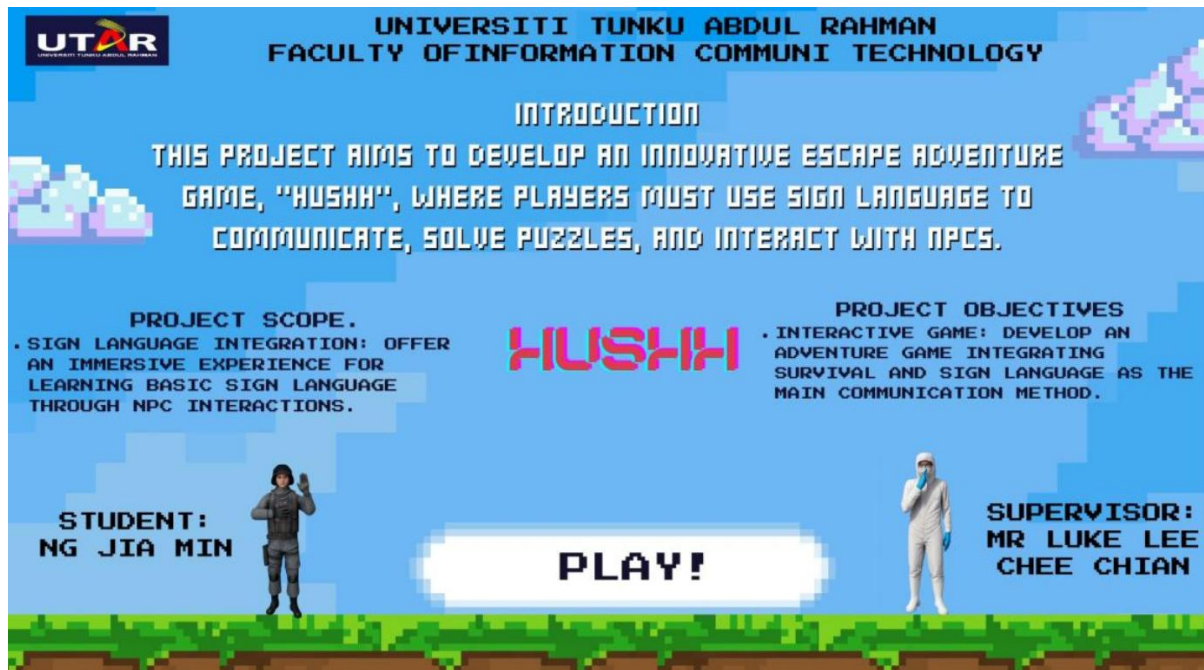 UTAR
UNIVERSITI TUNKU ABDUL RAHMAN
UNIVERSITI TUNKU ABDUL RAHMAN
FACULTY OFINFORMATION COMMUNI TECHNOLOGY
INTRODUCTION
THIS PROJECT AIMS TO DEVELOP AN INNOVATIVE ESCAPE ADVENTURE
GAME, "HUSHH", WHERE PLAYERS MUST USE SIGN LANGUAGE TO
COMMUNICATE, SOLVE PUZZLES, AND INTERACT WITH NPCS.
PROJECT SCOPE.
. SIGN LANGUAGE INTEGRATION: OFFER
AN IMMERSIVE EXPERIENCE FOR
LEARNING BASIC SIGN LANGUAGE
THROUGH NPC INTERACTIONS.
HUSHH
PROJECT OBJECTIVES
. INTERACTIVE GAME: DEVELOP AN
ADVENTURE GAME INTEGRATING
SURVIVAL AND SIGN LANGUAGE AS THE
MAIN COMMUNICATION METHOD.
STUDENT:
NG JIA MIN
PLAY!
SUPERVISOR:
MR LUKE LEE
CHEE CHIAN